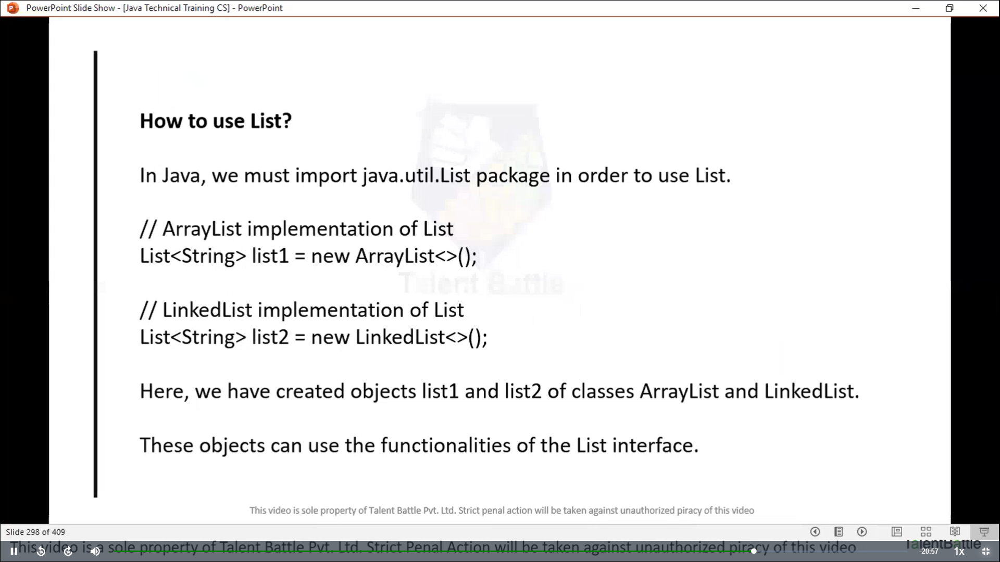 PowerPoint Slide Show - [Java Technical Training CS] - PowerPoint
How to use List?
In Java, we must import java.util.List package in order to use List.
// ArrayList implementation of List
List<String> list1 = new ArrayList<>();
Talent Battle
// LinkedList implementation of List
List<String> list2 = new LinkedList<>();
Here, we have created objects list1 and list2 of classes ArrayList and LinkedList.
These objects can use the functionalities of the List interface.
This video is sole property of Talent Battle Pvt. Ltd. Strict penal action will be taken against unauthorized piracy of this video
Slide 298 of 409
This video is a sole property of Talent Battle Pvt. Ltd. Strict Penal Action will be taken against unauthorized piracy of this video
TalentBattle
-20:57
1x